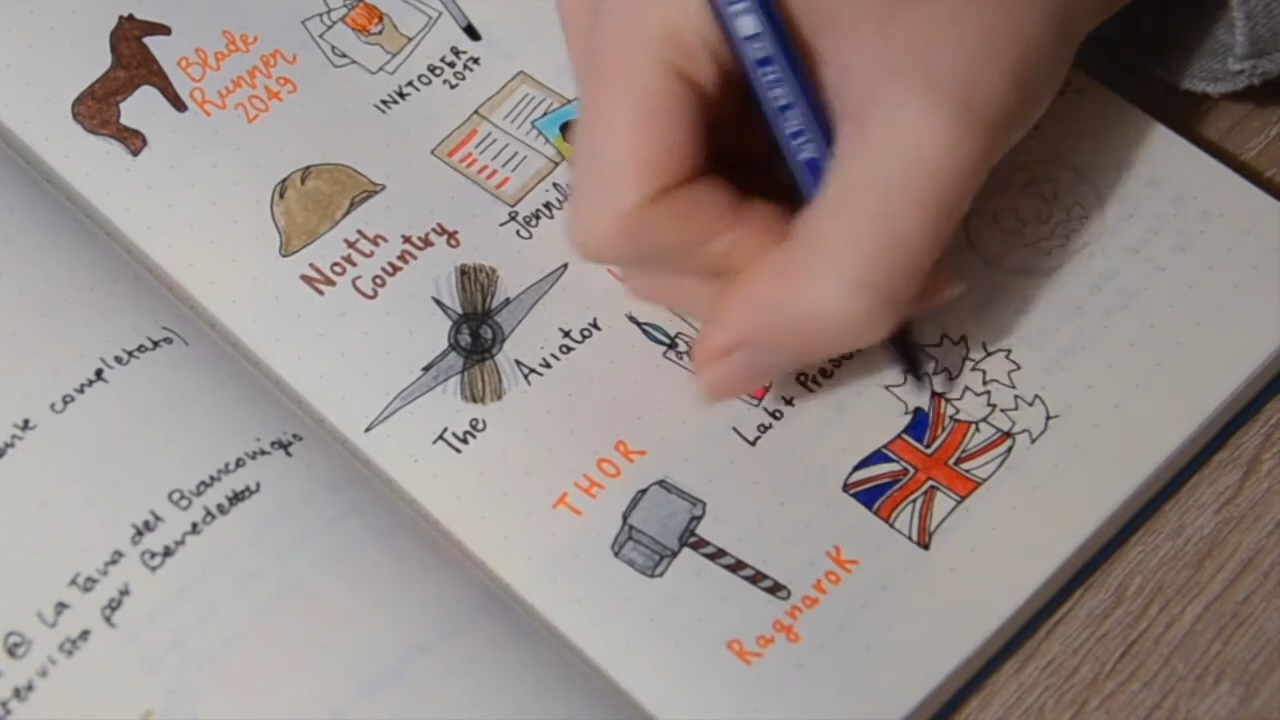 Blade
Runner
2049
INKTOBER
2017
North
Country
The Aviator
Lab+
THOR
Ragnarok
completato)
@ La Tana del Bianconiglio
per Benedetta